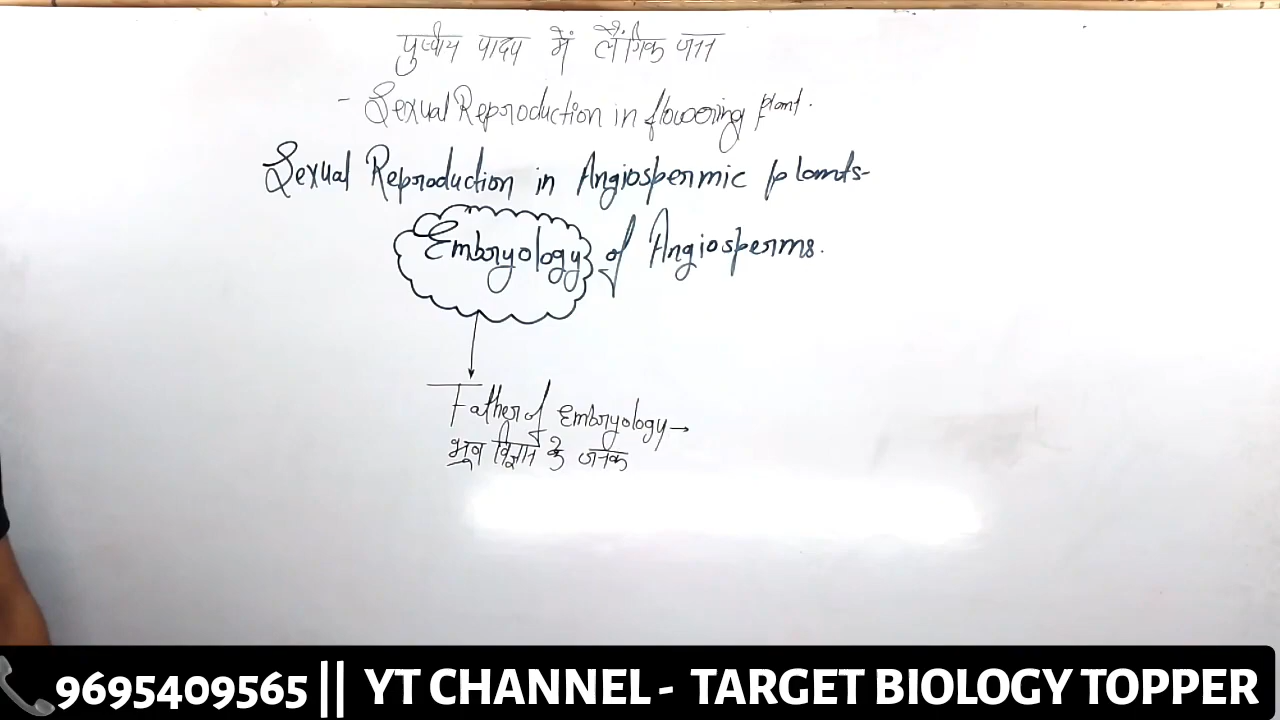 पुष्पीय पादप में लैंगिक जनन
- Sexual Reproduction in flowering plant.
Sexual Reproduction in Angiospermic plants-
Embryology of Angiosperms.
Father of Embryology→
भ्रूण विज्ञान के जनक
9695409565 || YT CHANNEL - TARGET BIOLOGY TOPPER